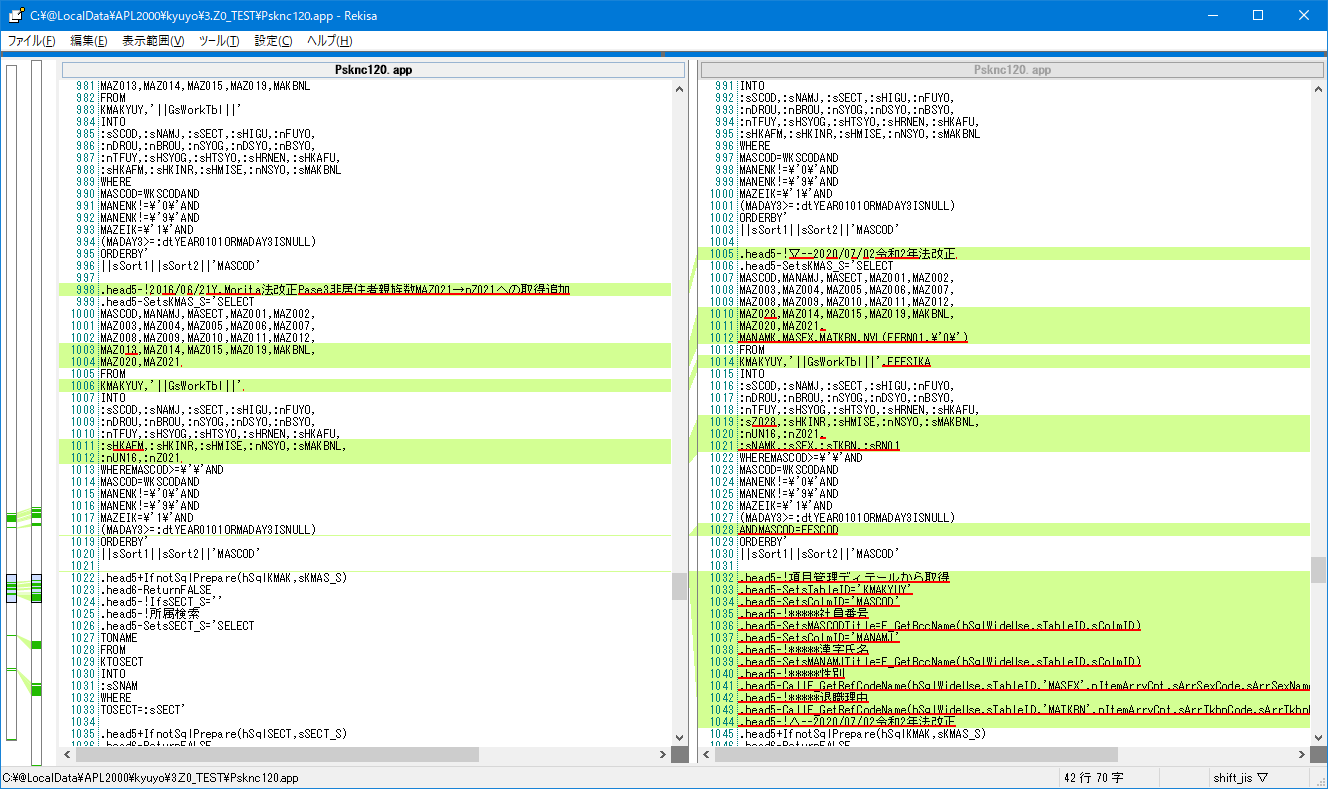 C:¥@LocalData¥APL2000¥kyuyo¥3.Z0_TEST¥Psknc120.app - Rekisa
ファイル(F) 編集(E) 表示範囲(V) ツール(T) 設定(C) ヘルプ(H)
Psknc120. app
981 MAZ013,MAZ014,MAZ015,MAZ019,MAKBNL
982 FROM
983 KMAKYUY,'||GsWorkTbl||'
984 INTO
985 :sSCOD,:sNAMJ,:sSECT,:sHIGU,:nFUYO,
986 :nDROU,:nBROU,:nSYOG,:nDSYO,:nBSYO,
987 :nTFUY,:sHSYOG,:sHTSYO,:sHRNEN,:sHKAFU,
988 :sHKAFM,:sHKINR,:sHMISE,:nNSYO,:sMAKBNL
989 WHERE
990 MASCOD=WKSCODAND
991 MANENK!=¥'0¥'AND
992 MANENK!=¥'9¥'AND
993 MAZEIK=¥'1¥'AND
994 (MADAY3>=:dtYEAR0101ORMADAY3ISNULL)
995 ORDERBY'
996 ||sSort1||sSort2||'MASCOD'
997
998 .head5-!2016/06/21Y.Morita法改正Pase3非居住者親族数MAZ021→nZ021への取得追加
999 .head5-SetsKMAS_S='SELECT
1000 MASCOD,MANAMJ,MASECT,MAZ001,MAZ002,
1001 MAZ003,MAZ004,MAZ005,MAZ006,MAZ007,
1002 MAZ008,MAZ009,MAZ010,MAZ011,MAZ012,
1003 MAZ013,MAZ014,MAZ015,MAZ019,MAKBNL,
1004 MAZ020,MAZ021
1005 FROM
1006 KMAKYUY,'||GsWorkTbl||'
1007 INTO
1008 :sSCOD,:sNAMJ,:sSECT,:sHIGU,:nFUYO,
1009 :nDROU,:nBROU,:nSYOG,:nDSYO,:nBSYO,
1010 :nTFUY,:sHSYOG,:sHTSYO,:sHRNEN,:sHKAFU,
1011 :sHKAFM,:sHKINR,:sHMISE,:nNSYO,:sMAKBNL,
1012 :nUN16,:nZ021
1013 WHEREMASCOD>=¥'¥'AND
1014 MASCOD=WKSCODAND
1015 MANENK!=¥'0¥'AND
1016 MANENK!=¥'9¥'AND
1017 MAZEIK=¥'1¥'AND
1018 (MADAY3>=:dtYEAR0101ORMADAY3ISNULL)
1019 ORDERBY'
1020 ||sSort1||sSort2||'MASCOD'
1021
1022 .head5+IfnotSqlPrepare(hSqlKMAK,sKMAS_S)
1023 .head6-ReturnFALSE
1024 .head5-!IfsSECT_S=''
1025 .head5-!所属検索
1026 .head5-SetsSECT_S='SELECT
1027 TONAME
1028 FROM
1029 KTOSECT
1030 INTO
1031 :sSNAM
1032 WHERE
1033 TOSECT=:sSECT'
1034
1035 .head5+IfnotSqlPrepare(hSqlSECT,sSECT_S)
1036 .head6-ReturnFALSE
Psknc120. app
991 INTO
992 :sSCOD,:sNAMJ,:sSECT,:sHIGU,:nFUYO,
993 :nDROU,:nBROU,:nSYOG,:nDSYO,:nBSYO,
994 :nTFUY,:sHSYOG,:sHTSYO,:sHRNEN,:sHKAFU,
995 :sHKAFM,:sHKINR,:sHMISE,:nNSYO,:sMAKBNL
996 WHERE
997 MASCOD=WKSCODAND
998 MANENK!=¥'0¥'AND
999 MANENK!=¥'9¥'AND
1000 MAZEIK=¥'1¥'AND
1001 (MADAY3>=:dtYEAR0101ORMADAY3ISNULL)
1002 ORDERBY'
1003 ||sSort1||sSort2||'MASCOD'
1004
1005 .head5-!▽--2020/07/02令和2年法改正
1006 .head5-SetsKMAS_S='SELECT
1007 MASCOD,MANAMJ,MASECT,MAZ001,MAZ002,
1008 MAZ003,MAZ004,MAZ005,MAZ006,MAZ007,
1009 MAZ008,MAZ009,MAZ010,MAZ011,MAZ012,
1010 MAZ028,MAZ014,MAZ015,MAZ019,MAKBNL,
1011 MAZ020,MAZ021,
1012 MANAMK,MASEX,MATKRN,NVL(FFRN01,¥'0¥')
1013 FROM
1014 KMAKYUY,'||GsWorkTbl||',FFFSIKA
1015 INTO
1016 :sSCOD,:sNAMJ,:sSECT,:sHIGU,:nFUYO,
1017 :nDROU,:nBROU,:nSYOG,:nDSYO,:nBSYO,
1018 :nTFUY,:sHSYOG,:sHTSYO,:sHRNEN,:sHKAFU,
1019 :sZ028,:sHKINR,:sHMISE,:nNSYO,:sMAKBNL,
1020 :nUN16,:nZ021,
1021 :sNAMK,:sSEX,:sTKRN,:sRN01
1022 WHEREMASCOD>=¥'¥'AND
1023 MASCOD=WKSCODAND
1024 MANENK!=¥'0¥'AND
1025 MANENK!=¥'9¥'AND
1026 MAZEIK=¥'1¥'AND
1027 (MADAY3>=:dtYEAR0101ORMADAY3ISNULL)
1028 ANDMASCOD=FFSCOD
1029 ORDERBY'
1030 ||sSort1||sSort2||'MASCOD'
1031
1032 .head5-!項目管理ディテールから取得
1033 .head5-SetsTableID='KMAKYUY'
1034 .head5-SetsColmID='MASCOD'
1035 .head5-!*****社員番号
1036 .head5-SetsMASCODTitle=F_GetRccName(hSqlWideUse,sTableID,sColmID)
1037 .head5-SetsColmID='MANAMJ'
1038 .head5-!*****漢字氏名
1039 .head5-SetsMANAMJTitle=F_GetRccName(hSqlWideUse,sTableID,sColmID)
1040 .head5-!*****性別
1041 .head5-CallF_GetRefCodeName(hSqlWideUse,sTableID,'MASEX',nItemArryCnt,sArrSexCode,sArrSexName
1042 .head5-!*****退職理由
1043 .head5-CallF_GetRefCodeName(hSqlWideUse,sTableID,'MATKRN',nItemArryCnt,sArrTkbnCode,sArrTkbn
1044 .head5-!△--2020/07/02令和2年法改正
1045 .head5+IfnotSqlPrepare(hSqlKMAK,sKMAS_S)
1046 .head6-ReturnFALSE
C:¥@LocalData¥APL2000¥kyuyo¥3.Z0_TEST¥Psknc120.app
42 行 70 字
shift_jis ▽